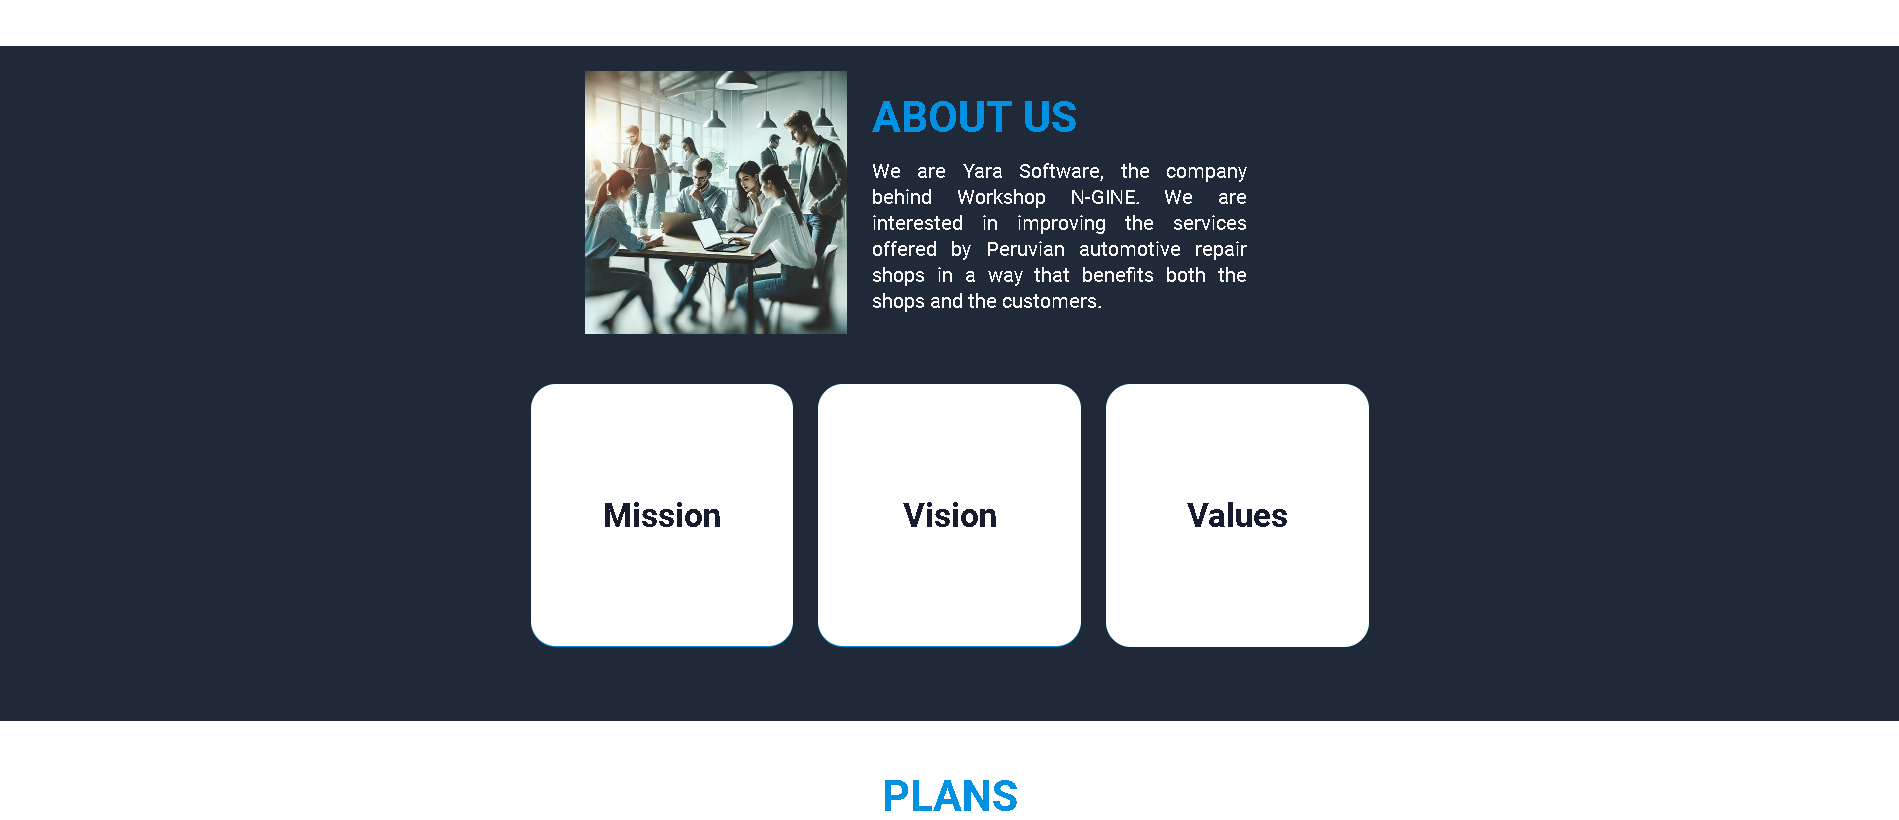 ABOUT US
We are Yara Software, the company
behind Workshop N-GINE. We are
interested in improving the services
offered by Peruvian automotive repair
shops in a way that benefits both the
shops and the customers.
Mission
Vision
Values
PLANS